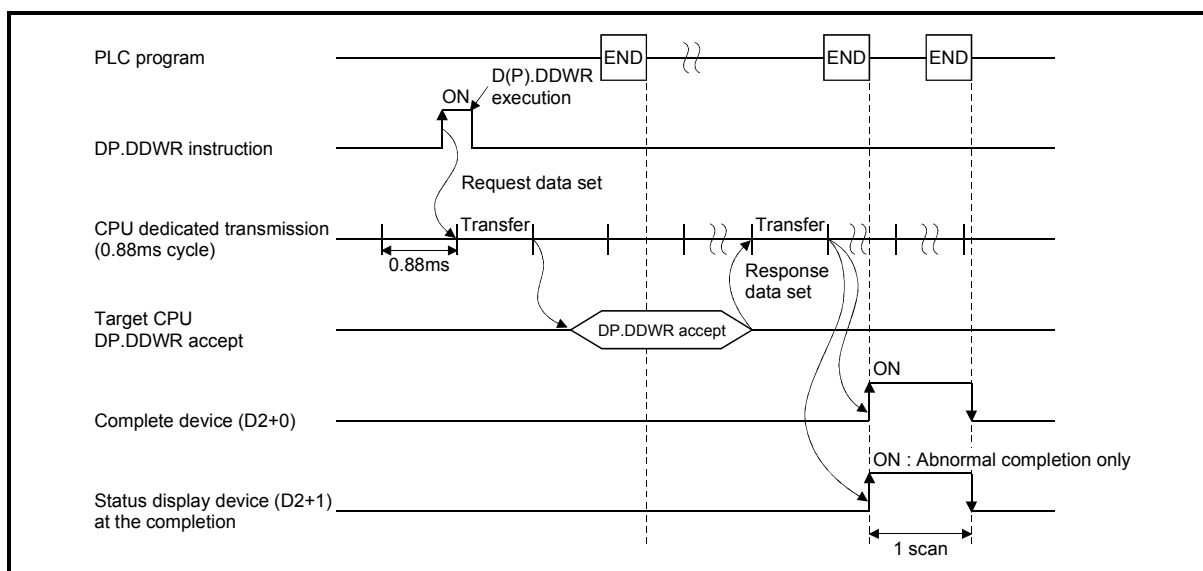 PLC program
END
END
END
D(P).DDWR
execution
ON
DP.DDWR instruction
Request data set
CPU dedicated transmission
(0.88ms cycle)
Transfer
Transfer
0.88ms
Response
data set
Target CPU
DP.DDWR accept
DP.DDWR accept
ON
Complete device (D2+0)
ON : Abnormal completion only
Status display device (D2+1)
at the completion
1 scan